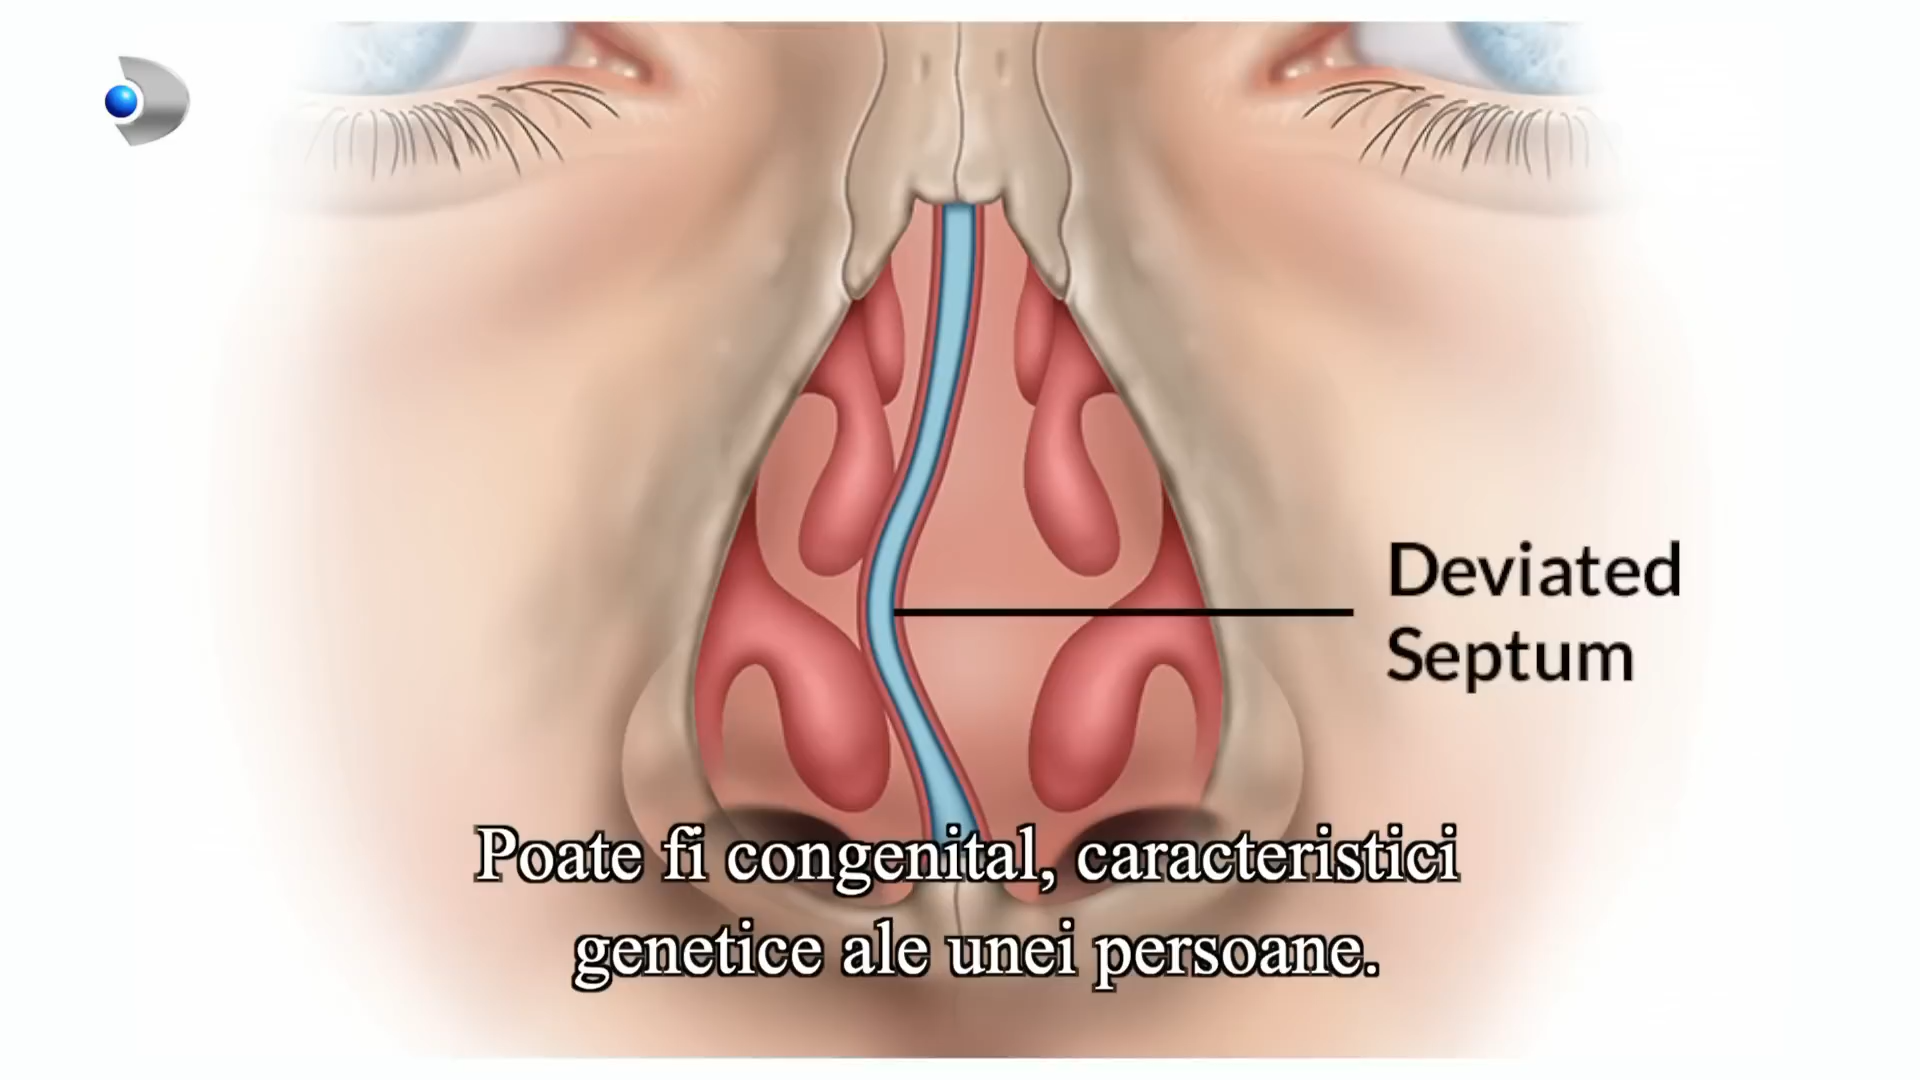 Deviated
Septum
Poate fi congenital, caracteristici
genetice ale unei persoane.